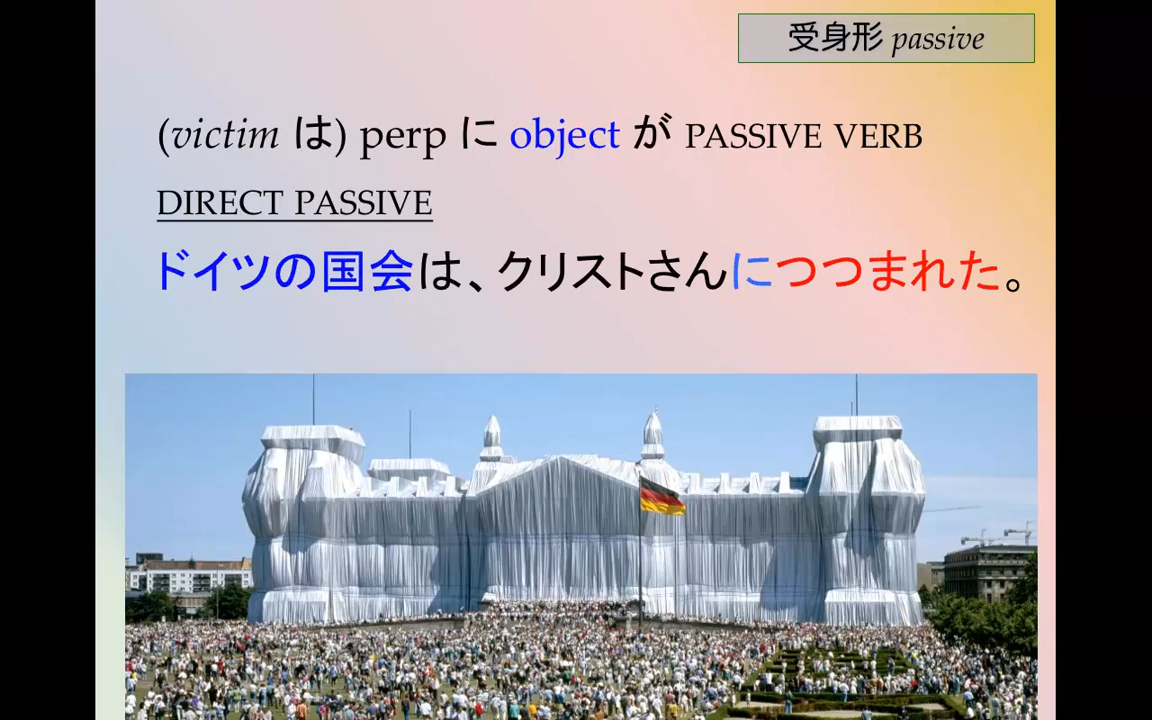 受身形 passive
(victim は) perp に object が PASSIVE VERB
DIRECT PASSIVE
ドイツの国会は、クリストさんにつつまれた。